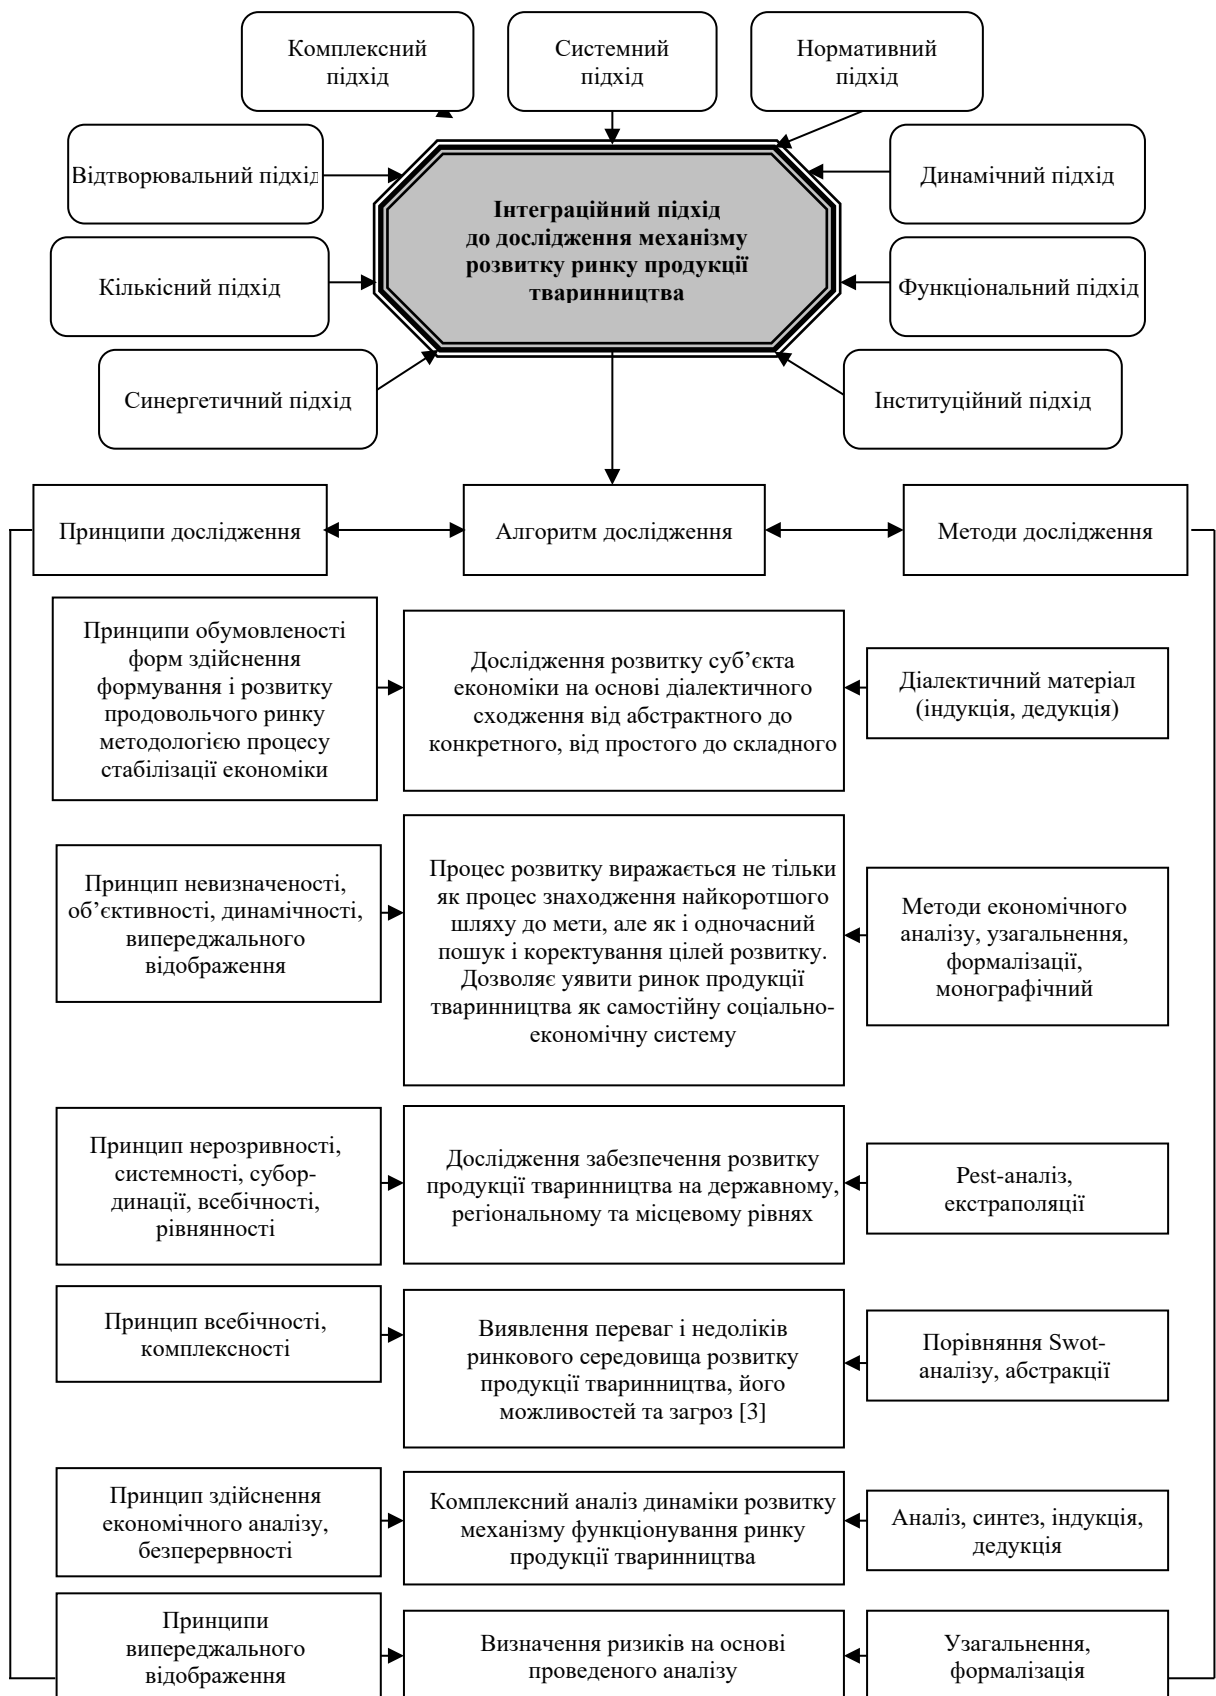 Комплексний
підхід
Системний
підхід
Нормативний
підхід
Відтворювальний підхід
Динамічний підхід
Інтеграційний підхід
до дослідження механізму
розвитку ринку продукції
тваринництва
Кількісний підхід
Функціональний підхід
Синергетичний підхід
Інституційний підхід
Принципи дослідження
Алгоритм дослідження
Методи дослідження
Принципи обумовленості
форм здійснення
формування і розвитку
продовольчого ринку
методологією процесу
стабілізації економіки
Дослідження розвитку суб’єкта
економіки на основі діалектичного
сходження від абстрактного до
конкретного, від простого до складного
Діалектичний матеріал
(індукція, дедукція)
Принцип невизначеності,
об’єктивності, динамічності,
випереджального
відображення
Процес розвитку виражається не тільки
як процес знаходження найкоротшого
шляху до мети, але як і одночасний
пошук і коректування цілей розвитку.
Дозволяє уявити ринок продукції
тваринництва як самостійну соціально-
економічну систему
Методи економічного
аналізу, узагальнення,
формалізації,
монографічний
Принцип нерозривності,
системності, субор-
динації, всебічності,
рівнянності
Дослідження забезпечення розвитку
продукції тваринництва на державному,
регіональному та місцевому рівнях
Pest-аналіз,
екстраполяції
Принцип всебічності,
комплексності
Виявлення переваг і недоліків
ринкового середовища розвитку
продукції тваринництва, його
можливостей та загроз [3]
Порівняння Swot-
аналізу, абстракції
Принцип здійснення
економічного аналізу,
безперервності
Комплексний аналіз динаміки розвитку
механізму функціонування ринку
продукції тваринництва
Аналіз, синтез, індукція,
дедукція
Принципи
випереджального
відображення
Визначення ризиків на основі
проведеного аналізу
Узагальнення,
формалізація